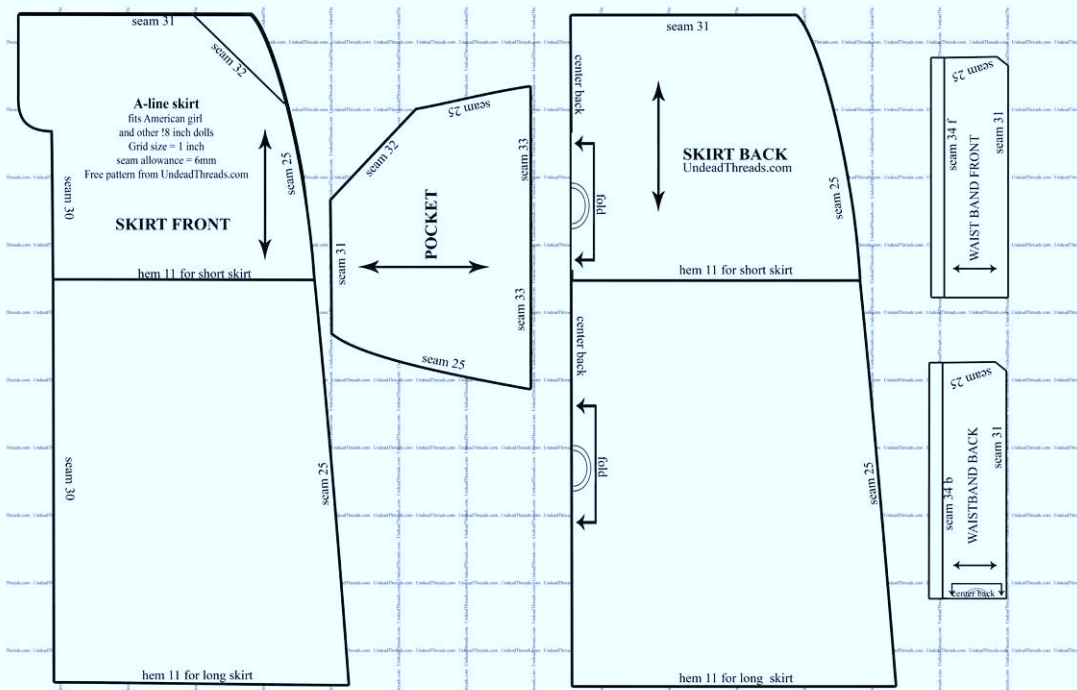 seam 31
seam 32
A-line skirt
fits American girl
and other !8 inch dolls
Grid size = 1 inch
seam allowance = 6mm
Free pattern from UndeadThreads.com
seam 25
seam 30
SKIRT FRONT
hem 11 for short skirt
seam 30
seam 25
hem 11 for long skirt
seam 25
seam 32
seam 33
POCKET
seam 31
seam 33
seam 25
seam 31
center back
fold
SKIRT BACK
UndeadThreads.com
seam 25
hem 11 for short skirt
center back
fold
seam 25
hem 11 for long skirt
seam 25
seam 34 f
seam 31
WAIST BAND FRONT
seam 25
seam 31
seam 34 b
WAISTBAND BACK
center back